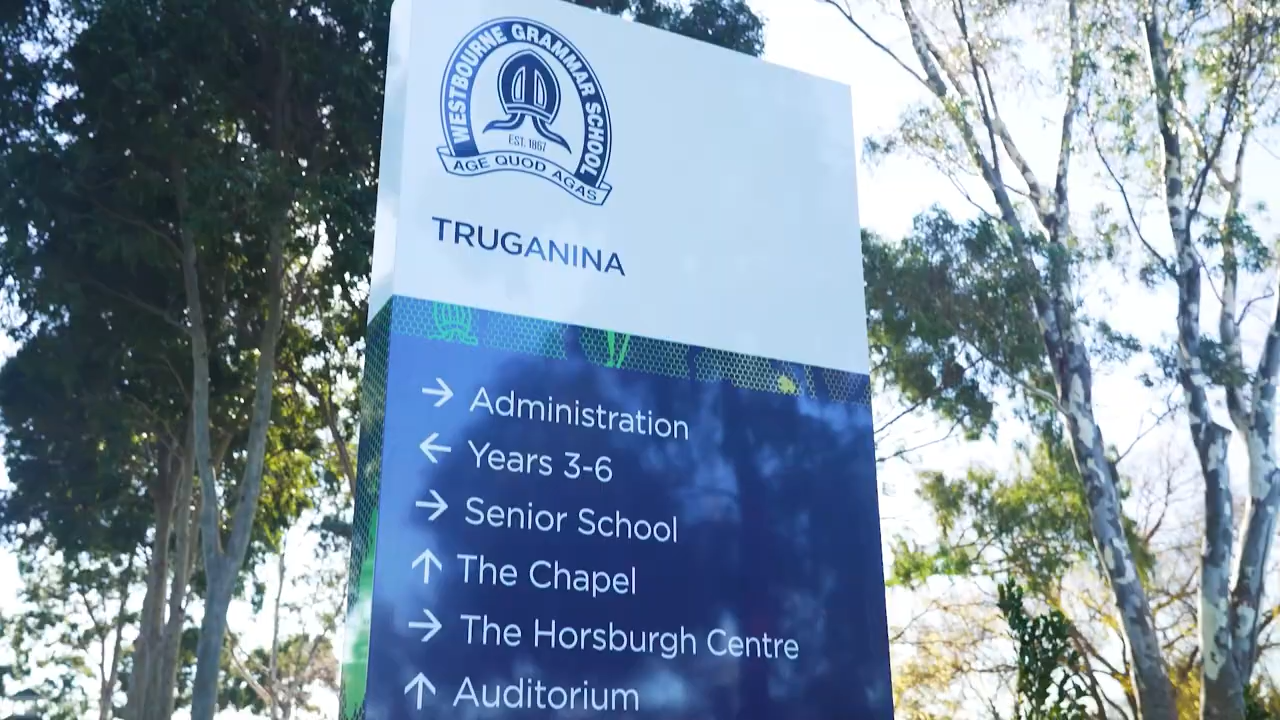 WESTBOURNE GRAMMAR SCHOOL
EST. 1867
AGE QUOD AGAS
TRUGANINA
→ Administration
← Years 3-6
→ Senior School
↑ The Chapel
→ The Horsburgh Centre
↑ Auditorium